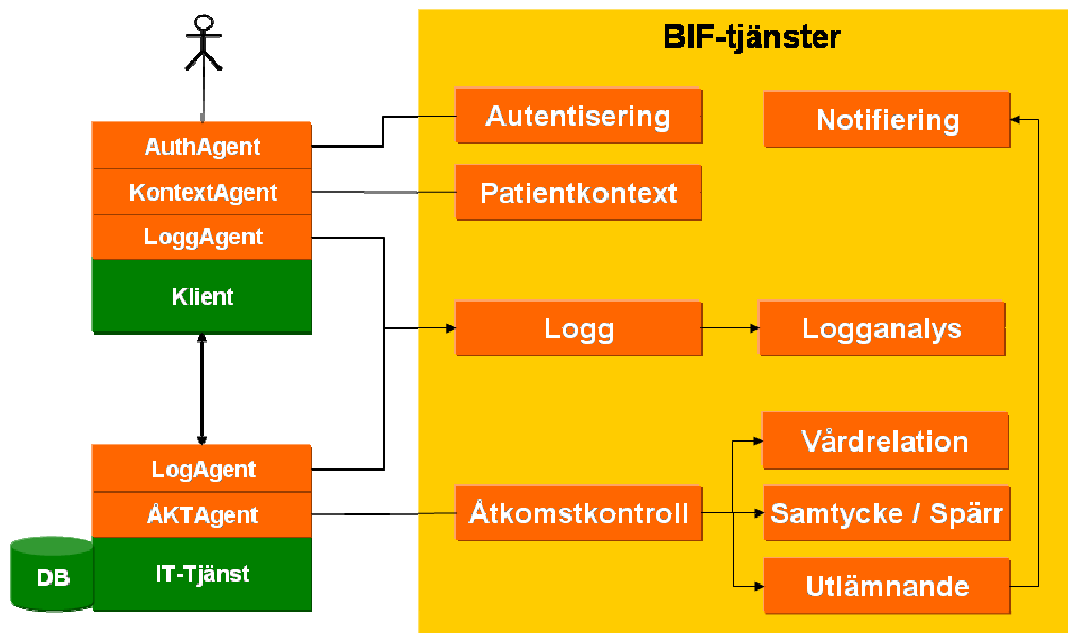 BIF-tjänster
AuthAgent
KontextAgent
LoggAgent
Klient
Autentisering
Notifiering
Patientkontext
Logg
Logganalys
LogAgent
ÅKTAgent
IT-Tjänst
DB
Åtkomstkontroll
Vårdrelation
Samtycke / Spärr
Utlämnande